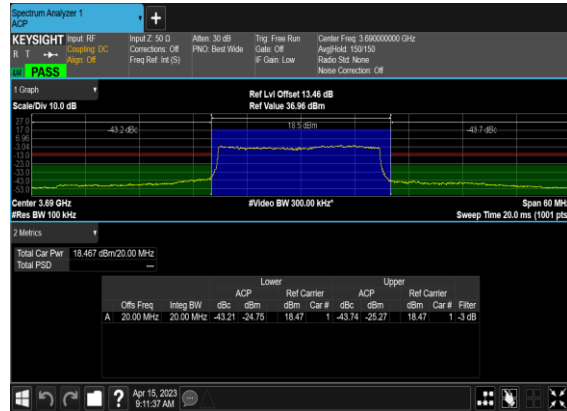 Spectrum Analyzer 1
ACP
KEYSIGHT
R T
LW PASS
Input: RF
Coupling: DC
Align: Off
Input Z: 50 Ω
Corrections: Off
Freq Ref: Int (S)
Atten: 30 dB
PNO: Best Wide
Trig: Free Run
Gate: Off
IF Gain: Low
Center Freq: 3.690000000 GHz
Avg|Hold: 150/150
Radio Std: None
Noise Correction: Off
1 Graph
Scale/Div 10.0 dB
Ref Lvl Offset 13.46 dB
Ref Value 36.96 dBm
27.0
17.0
6.96
-3.04
-13.0
-23.0
-33.0
-43.0
-53.0
-43.2 dBc
18.5 dBm
-43.7 dBc
Center 3.69 GHz
#Res BW 100 kHz
#Video BW 300.00 kHz*
Span 60 MHz
Sweep Time 20.0 ms (1001 pts
2 Metrics
Total Car Pwr 18.467 dBm/20.00 MHz
Total PSD ---
Lower Upper
ACP Ref Carrier ACP Ref Carrier
Offs Freq Integ BW dBc dBm dBm Car # dBc dBm dBm Car # Filter
A 20.00 MHz 20.00 MHz -43.21 -24.75 18.47 1 -43.74 -25.27 18.47 1 -3 dB
?
Apr 15, 2023
9:11:37 AM